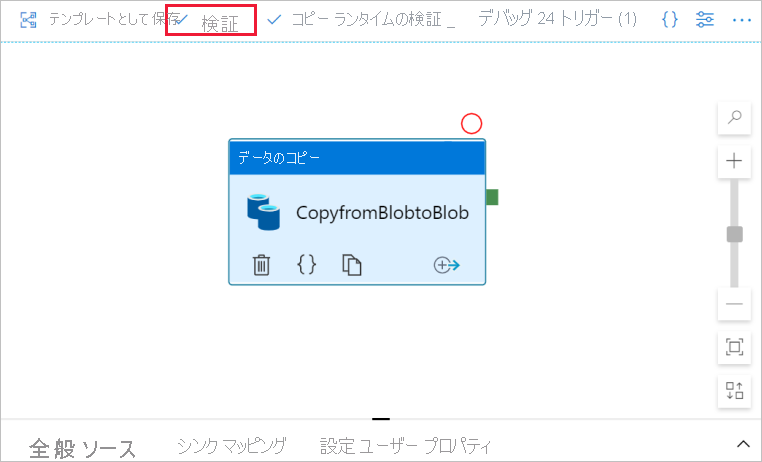 テンプレートとして保存 検証 コピー ランタイムの検証 _ デバッグ 24 トリガー (1) {}
データのコピー
CopyfromBlobtoBlob
{}
全般 ソース シンク マッピング 設定 ユーザー プロパティ